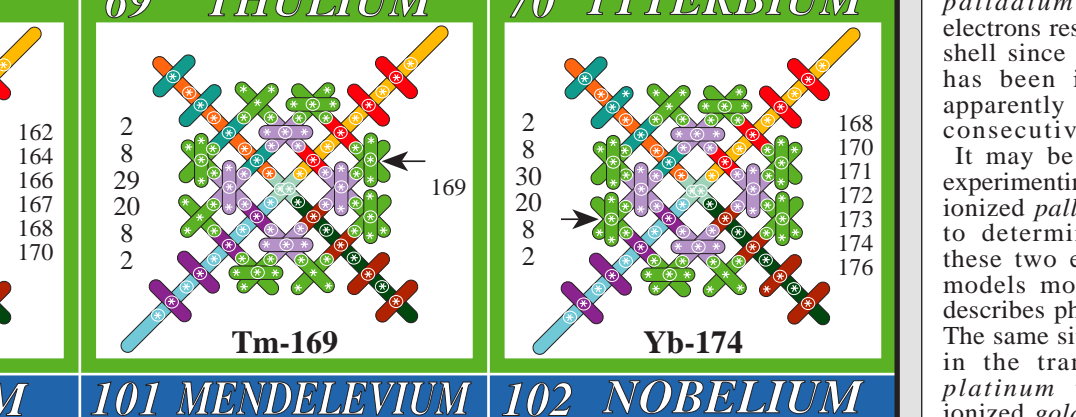 69 THULIUM
70 YTTERBIUM
162
164
166
167
168
170
2
8
29
20
8
2
169
Tm-169
2
8
30
20
8
2
168
170
171
172
173
174
176
Yb-174
M
101 MENDELEVIUM
102 NOBELIUM
palladium
electrons res
shell since
has been i
apparently
consecutiv
It may be
experimentin
ionized pall
to determin
these two e
models mo
describes ph
The same si
in the tran
platinum
ionized gol